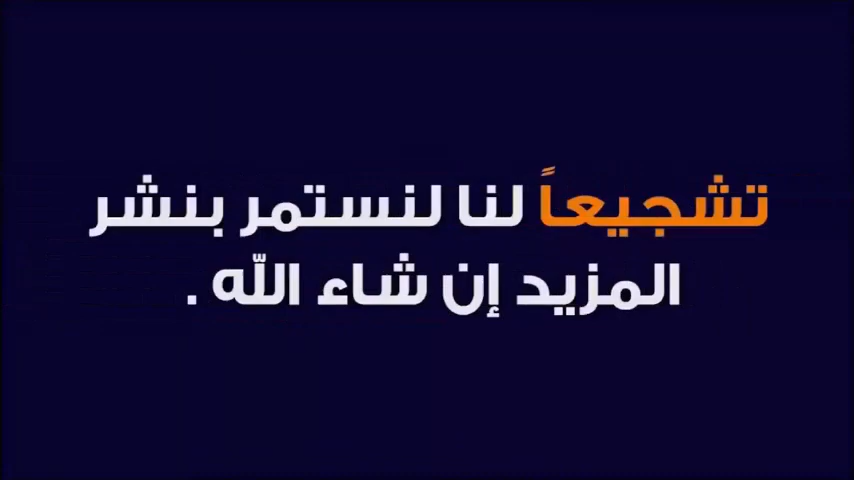 تشجيعاً لنا لنستمر بنشر
المزيد إن شاء الله .